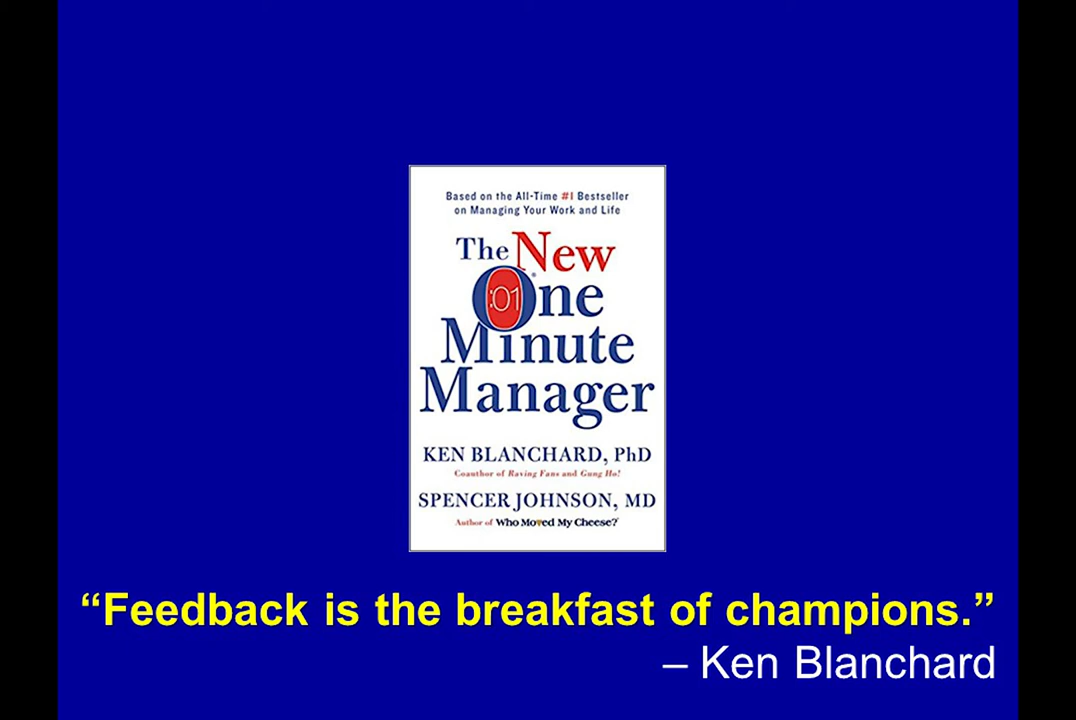 Based on the All-Time #1 Bestseller
on Managing Your Work and Life
The New
One
:01
Minute
Manager
KEN BLANCHARD, PhD
Coauthor of Raving Fans and Gung Ho!
SPENCER JOHNSON, MD
Author of Who Moved My Cheese?
“Feedback is the breakfast of champions.”
– Ken Blanchard